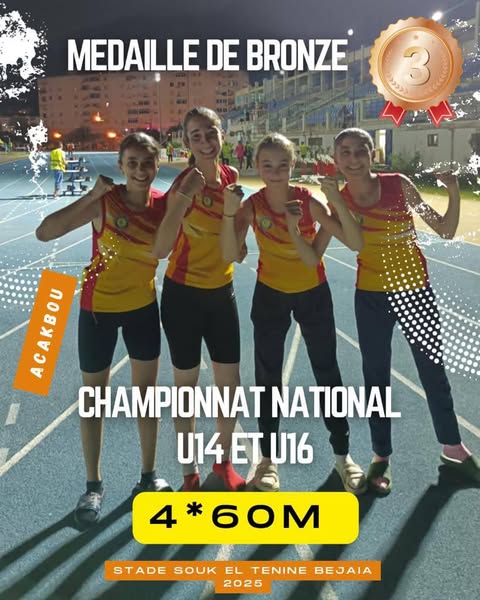 MEDAILLE DE BRONZE
3
ACAKBOU
CHAMPIONNAT NATIONAL
U14 ET U16
4*60M
STADE SOUK EL TENINE BEJAIA
2025